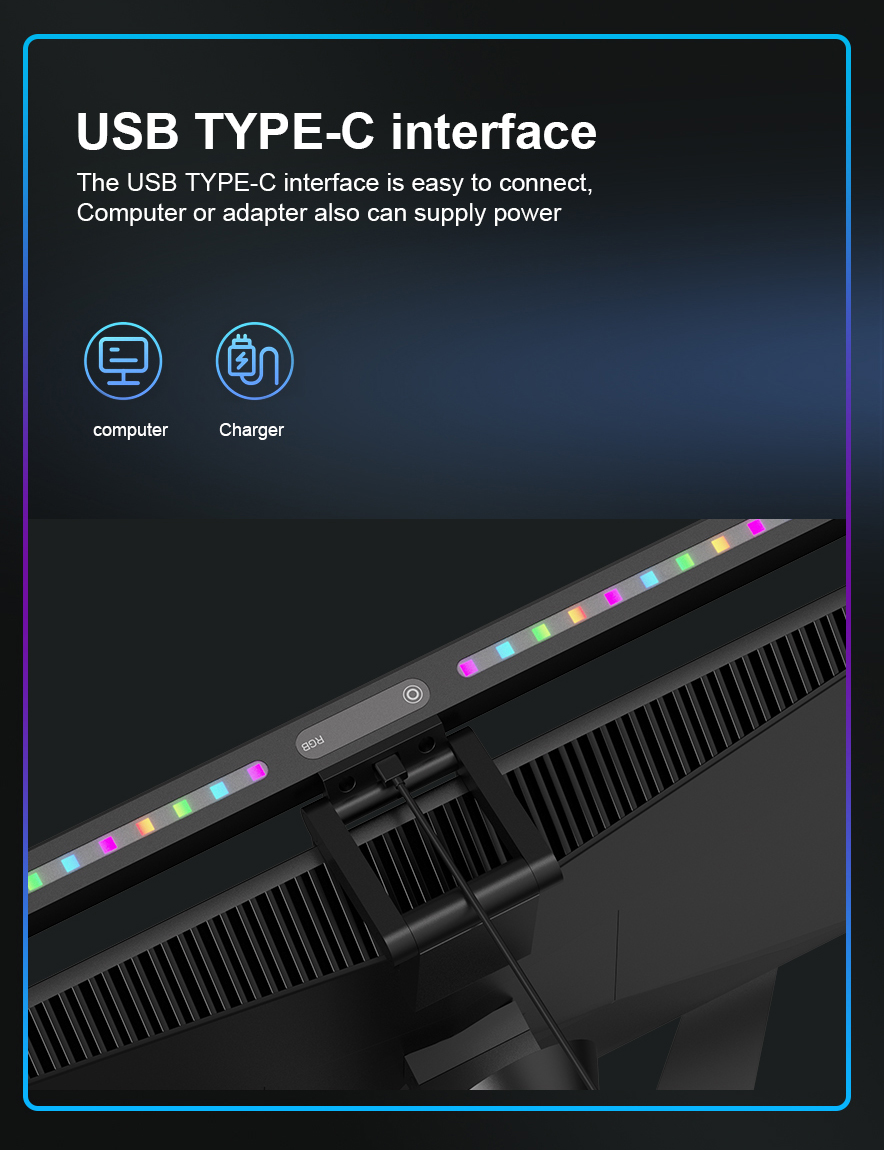 USB TYPE-C interface
The USB TYPE-C interface is easy to connect,
Computer or adapter also can supply power
computer
Charger
RGB